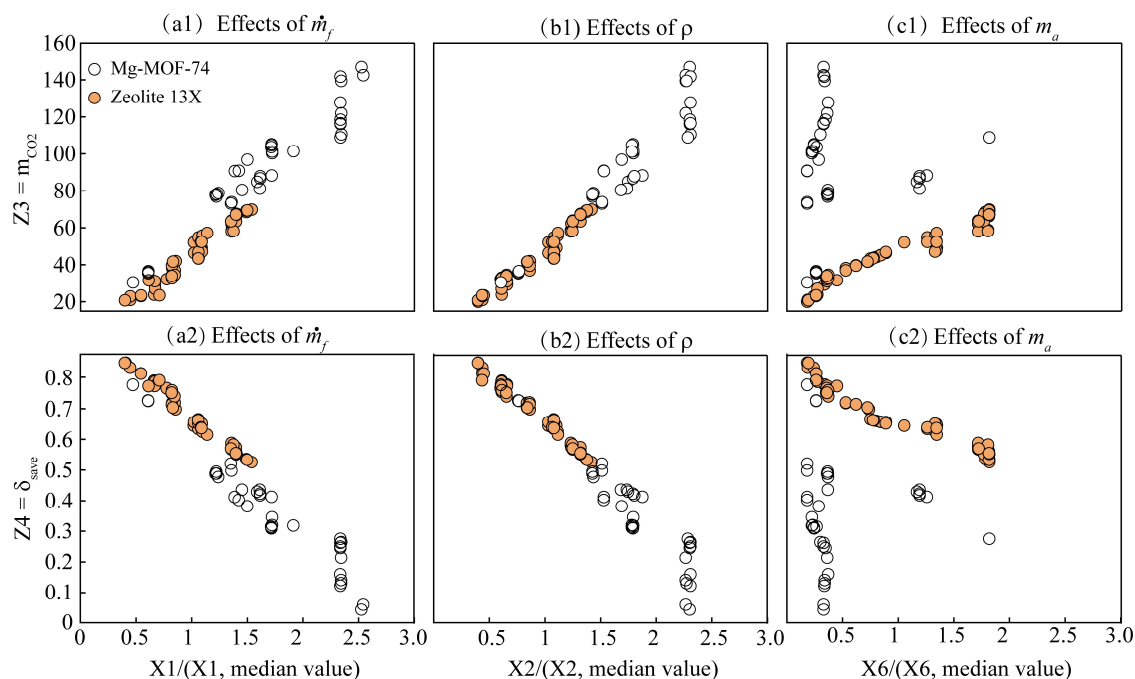 (a1) Effects of ṁf
(b1) Effects of ρ
(c1) Effects of ma
160
140
120
100
80
60
40
20
Z3 = mCO2
Mg-MOF-74
Zeolite 13X
(a2) Effects of ṁf
(b2) Effects of ρ
(c2) Effects of ma
0.8
0.7
0.6
0.5
0.4
0.3
0.2
0.1
0
Z4 = δsave
0 0.5 1 1.5 2 2.5 3.0
0.5 1 1.5 2 2.5 3.0
0.5 1 1.5 2 2.5 3.0
X1/(X1, median value)
X2/(X2, median value)
X6/(X6, median value)